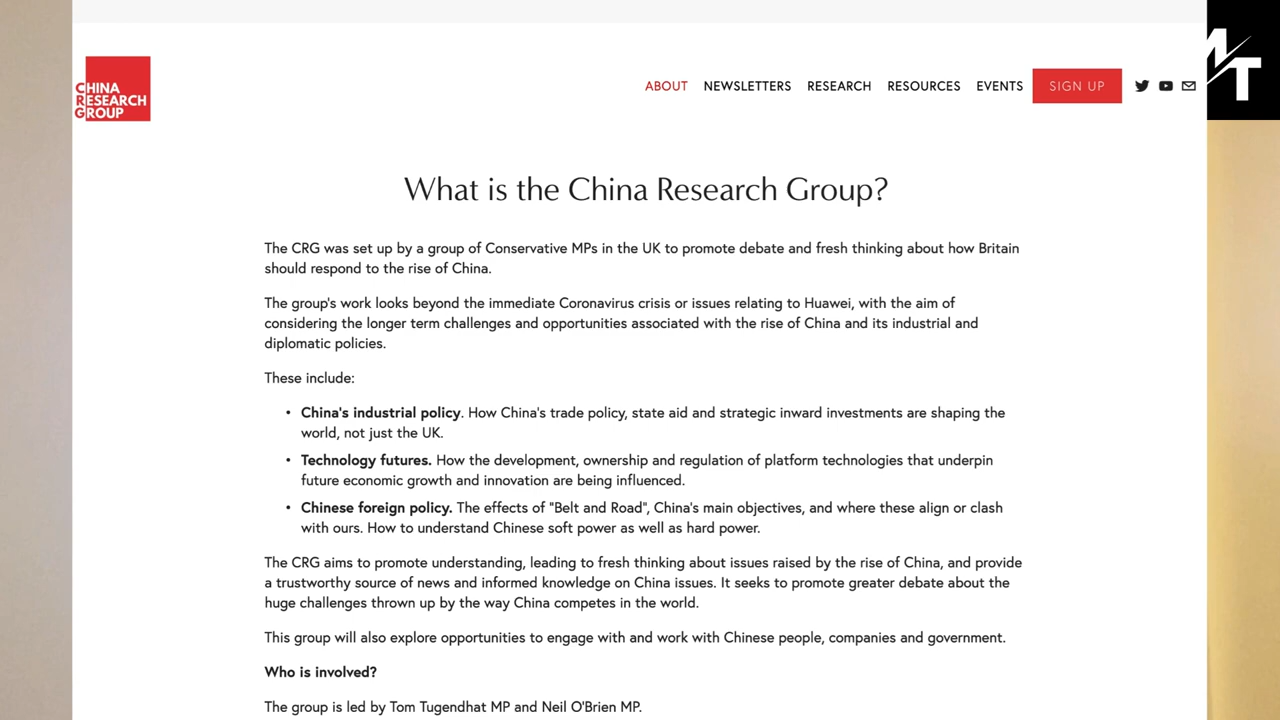 CHINA
RESEARCH
GROUP
ABOUT NEWSLETTERS RESEARCH RESOURCES EVENTS SIGN UP
What is the China Research Group?
The CRG was set up by a group of Conservative MPs in the UK to promote debate and fresh thinking about how Britain
should respond to the rise of China.
The group's work looks beyond the immediate Coronavirus crisis or issues relating to Huawei, with the aim of
considering the longer term challenges and opportunities associated with the rise of China and its industrial and
diplomatic policies.
These include:
• China's industrial policy. How China's trade policy, state aid and strategic inward investments are shaping the
world, not just the UK.
• Technology futures. How the development, ownership and regulation of platform technologies that underpin
future economic growth and innovation are being influenced.
• Chinese foreign policy. The effects of "Belt and Road", China's main objectives, and where these align or clash
with ours. How to understand Chinese soft power as well as hard power.
The CRG aims to promote understanding, leading to fresh thinking about issues raised by the rise of China, and provide
a trustworthy source of news and informed knowledge on China issues. It seeks to promote greater debate about the
huge challenges thrown up by the way China competes in the world.
This group will also explore opportunities to engage with and work with Chinese people, companies and government.
Who is involved?
The group is led by Tom Tugendhat MP and Neil O'Brien MP.